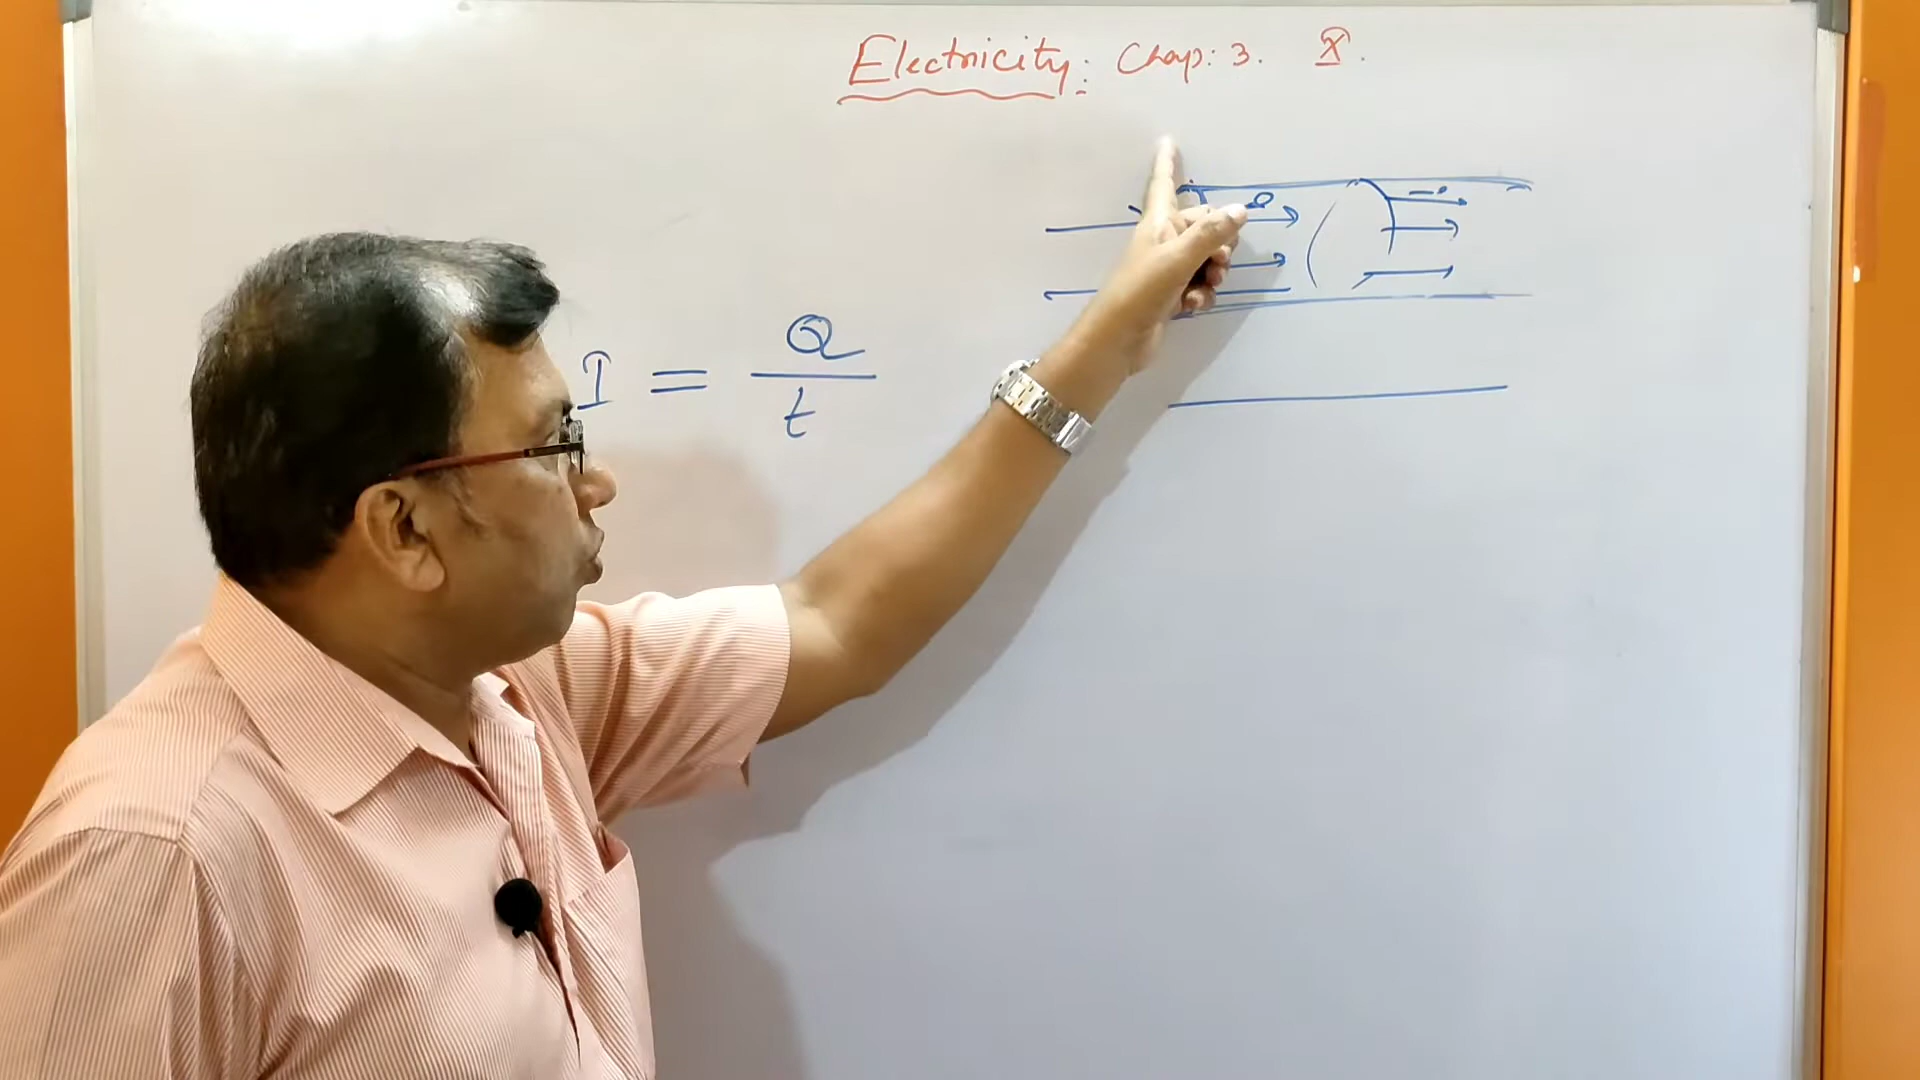 Electricity: Chap: 3. X.
I = Q / t